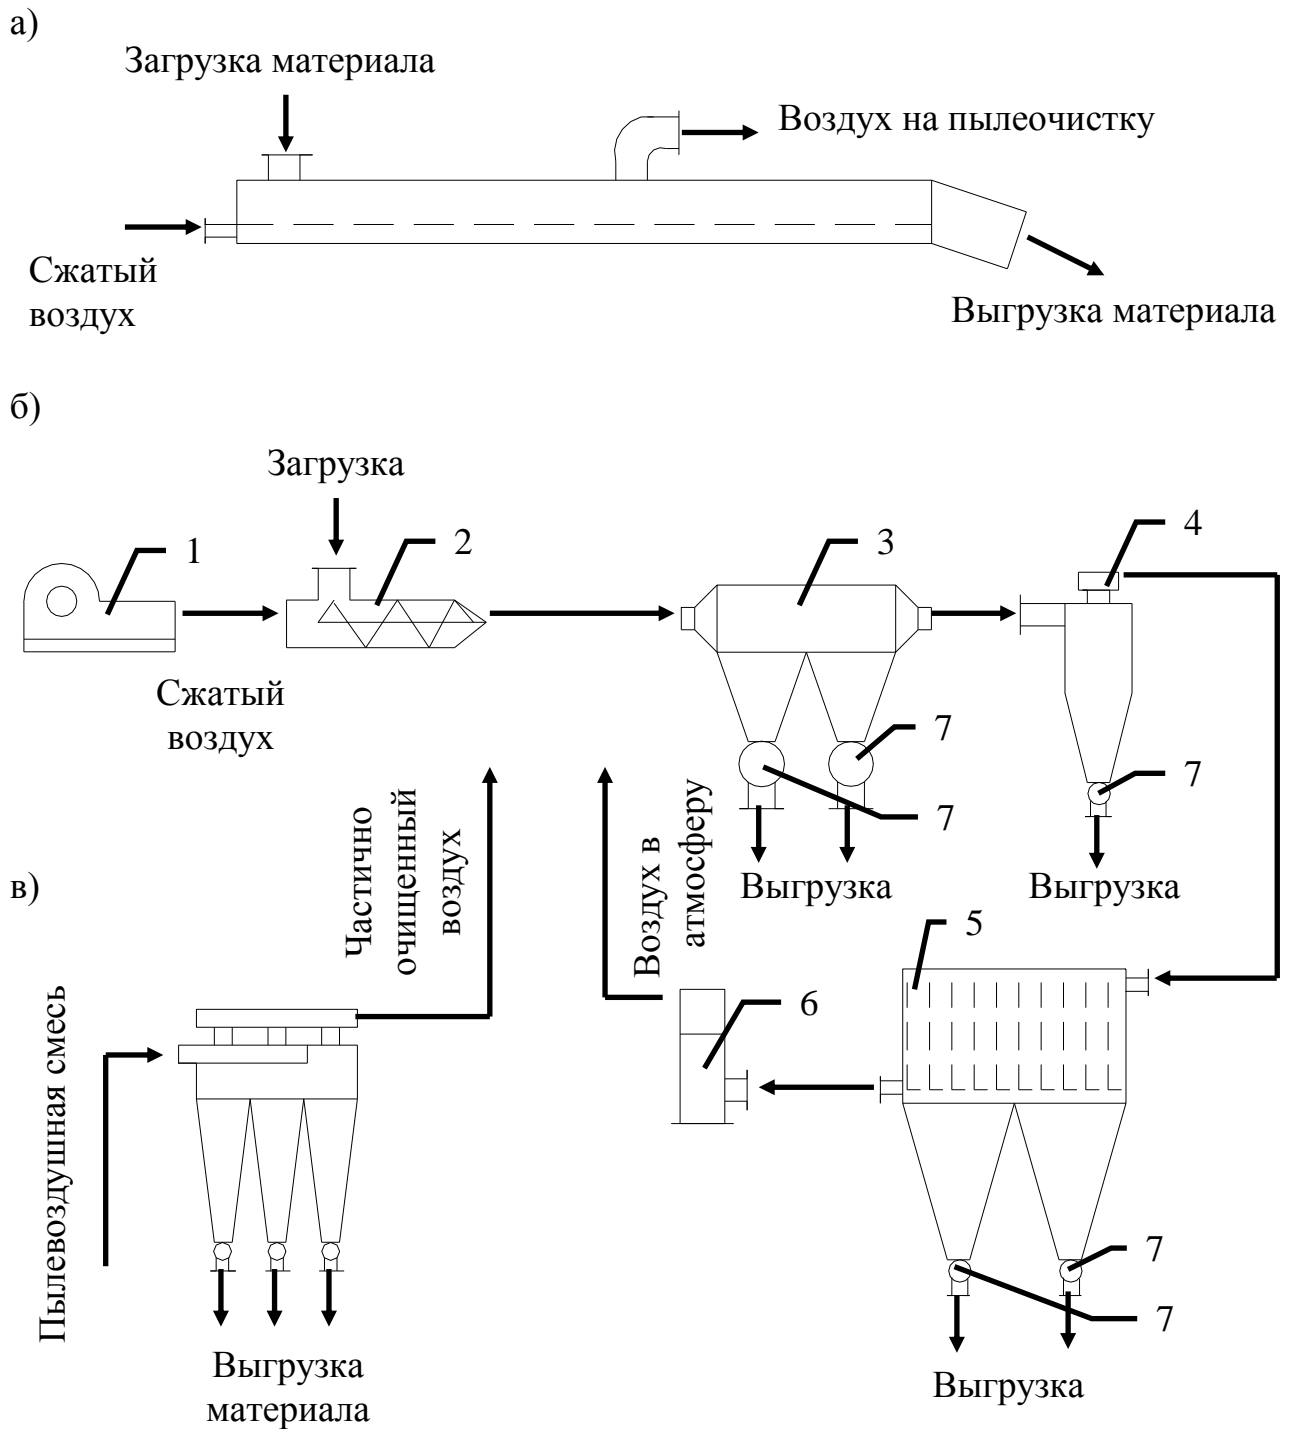 а)
Загрузка материала
Воздух на пылеочистку
Сжатый
воздух
Выгрузка материала
б)
Загрузка
1
2
3
4
Сжатый
воздух
7
7
7
Выгрузка
Выгрузка
в)
Частично
очищенный
воздух
Воздух в
атмосферу
5
6
Пылевоздушная смесь
7
7
Выгрузка
материала
Выгрузка